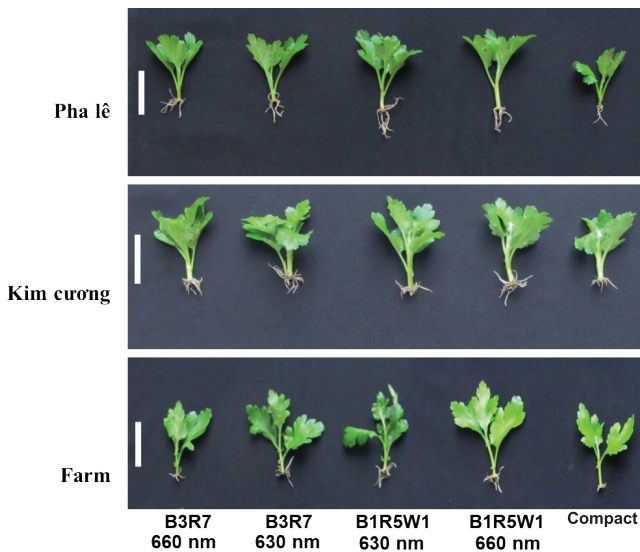 Pha lê
Kim cương
Farm
B3R7 B3R7 B1R5W1 B1R5W1 Compact
660 nm 630 nm 630 nm 660 nm